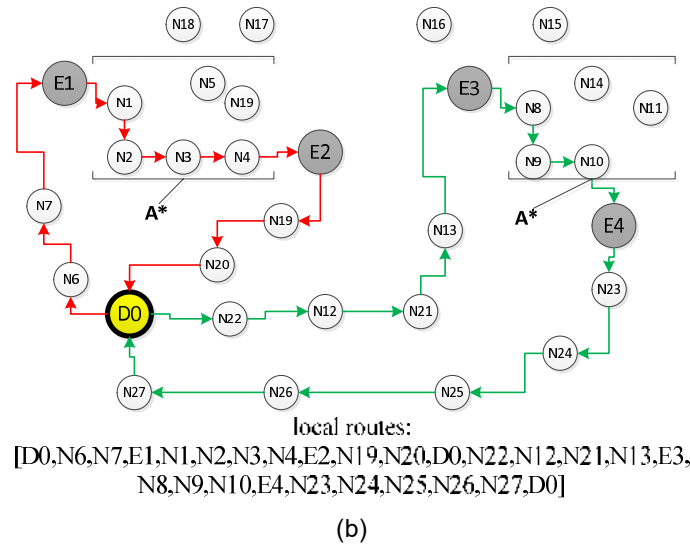 N18 N17 N16 N15
E1 N5 E3 N14
N1 N19 N8 N11
N2 N3 N4 E2 N9 N10
A* A*
N7 N19 N13 E4
N6 N20 N23
D0 N22 N12 N21
N24
N27 N26 N25
local routes:
[D0,N6,N7,E1,N1,N2,N3,N4,E2,N19,N20,D0,N22,N12,N21,N13,E3,
N8,N9,N10,E4,N23,N24,N25,N26,N27,D0]
(b)